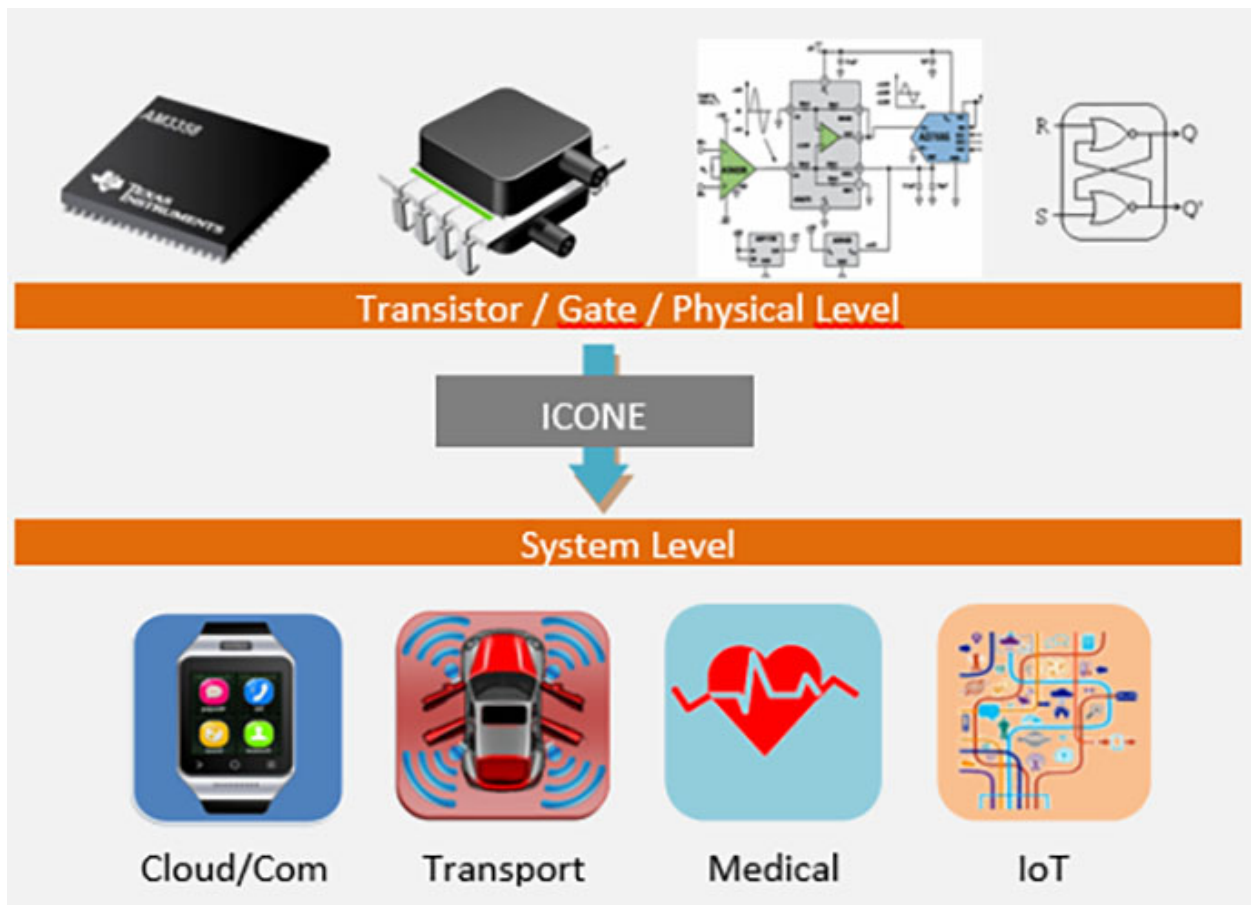 AM3358
TEXAS
INSTRUMENTS
R
Q
S
Q'
Transistor / Gate / Physical Level
ICONE
System Level
Cloud/Com
Transport
Medical
IoT